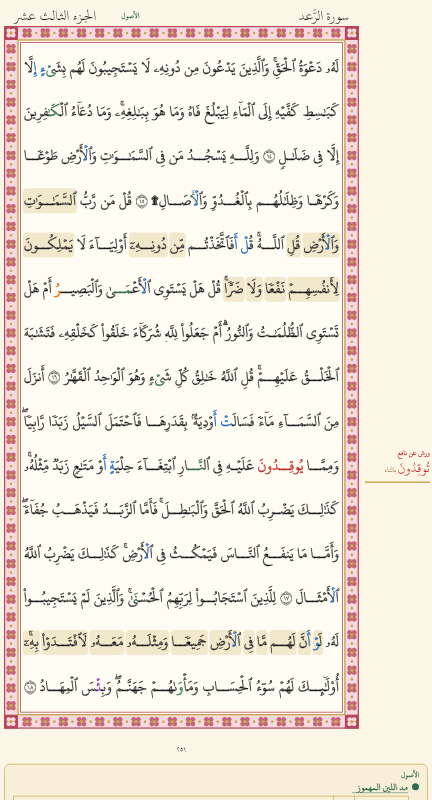 سورة الرَّعد
الأصول
الجزء الثالث عشر
لَهُۥ دَعْوَةُ ٱلْحَقِّۖ وَٱلَّذِينَ يَدْعُونَ مِن دُونِهِۦ لَا يَسْتَجِيبُونَ لَهُم بِشَىْءٍ إِلَّا
كَبَٰسِطِ كَفَّيْهِ إِلَى ٱلْمَآءِ لِيَبْلُغَ فَاهُ وَمَا هُوَ بِبَٰلِغِهِۦۚ وَمَا دُعَآءُ ٱلْكَٰفِرِينَ
إِلَّا فِى ضَلَٰلٖ ١٤ وَلِلَّهِ يَسْجُدُ مَن فِى ٱلسَّمَٰوَٰتِ وَٱلْأَرْضِ طَوْعًا
وَكَرْهًا وَظِلَٰلُهُم بِٱلْغُدُوِّ وَٱلْأَصَالِ۩ ١٥ قُلْ مَن رَّبُّ ٱلسَّمَٰوَٰتِ
وَٱلْأَرْضِ قُلِ ٱللَّهُۚ قُلْ أَفَٱتَّخَذْتُم مِّن دُونِهِۦٓ أَوْلِيَآءَ لَا يَمْلِكُونَ
لِأَنفُسِهِمْ نَفْعًا وَلَا ضَرًّاۚ قُلْ هَلْ يَسْتَوِى ٱلْأَعْمَىٰ وَٱلْبَصِيرُ أَمْ هَلْ
تَسْتَوِى ٱلظُّلُمَٰتُ وَٱلنُّورُۗ أَمْ جَعَلُوا۟ لِلَّهِ شُرَكَآءَ خَلَقُوا۟ كَخَلْقِهِۦ فَتَشَٰبَهَ
ٱلْخَلْقُ عَلَيْهِمْۚ قُلِ ٱللَّهُ خَٰلِقُ كُلِّ شَىْءٍ وَهُوَ ٱلْوَٰحِدُ ٱلْقَهَّٰرُ ١٦ أَنزَلَ
مِنَ ٱلسَّمَآءِ مَآءً فَسَالَتْ أَوْدِيَةُۢ بِقَدَرِهَا فَٱحْتَمَلَ ٱلسَّيْلُ زَبَدًا رَّابِيًاۖ
وَمِمَّا يُوقِدُونَ عَلَيْهِ فِى ٱلنَّارِ ٱبْتِغَآءَ حِلْيَةٍ أَوْ مَتَٰعٍ زَبَدٌ مِّثْلُهُۥۚ
كَذَٰلِكَ يَضْرِبُ ٱللَّهُ ٱلْحَقَّ وَٱلْبَٰطِلَۚ فَأَمَّا ٱلزَّبَدُ فَيَذْهَبُ جُفَآءًۖ
وَأَمَّا مَا يَنفَعُ ٱلنَّاسَ فَيَمْكُثُ فِى ٱلْأَرْضِۚ كَذَٰلِكَ يَضْرِبُ ٱللَّهُ
ٱلْأَمْثَالَ ١٧ لِلَّذِينَ ٱسْتَجَابُوا۟ لِرَبِّهِمُ ٱلْحُسْنَىٰۚ وَٱلَّذِينَ لَمْ يَسْتَجِيبُوا۟
لَهُۥ لَوْ أَنَّ لَهُم مَّا فِى ٱلْأَرْضِ جَمِيعًا وَمِثْلَهُۥ مَعَهُۥ لَٱفْتَدَوْا۟ بِهِۦٓۚ
أُو۟لَٰٓئِكَ لَهُمْ سُوٓءُ ٱلْحِسَابِ وَمَأْوَىٰهُمْ جَهَنَّمُۖ وَبِئْسَ ٱلْمِهَادُ ١٨
ورش عن نافع
تُوقِدُونَ بالتاء
٢٥١
الأصول
مد اللين المهموز